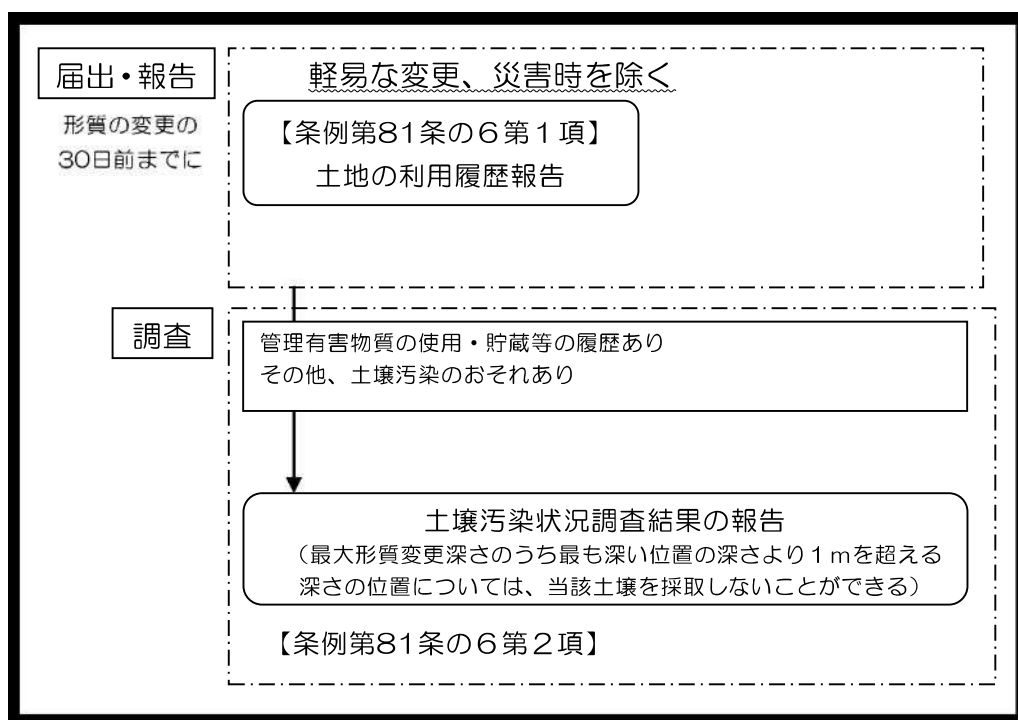 届出・報告
形質の変更の
30日前までに
軽易な変更、災害時を除く
【条例第81条の6第1項】
土地の利用履歴報告
調査
管理有害物質の使用・貯蔵等の履歴あり
その他、土壌汚染のおそれあり
土壌汚染状況調査結果の報告
（最大形質変更深さのうち最も深い位置の深さより1ｍを超える
深さの位置については、当該土壌を採取しないことができる）
【条例第81条の6第2項】